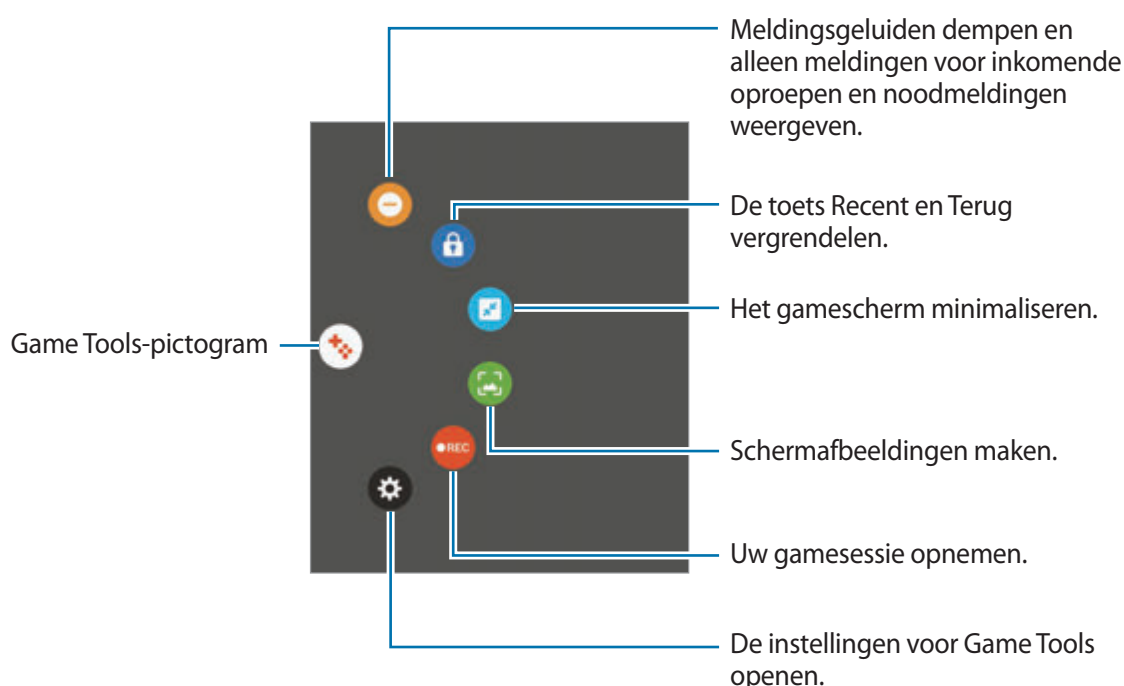 Meldingsgeluiden dempen en
alleen meldingen voor inkomende
oproepen en noodmeldingen
weergeven.
De toets Recent en Terug
vergrendelen.
Het gamescherm minimaliseren.
Game Tools-pictogram
Schermafbeeldingen maken.
REC
Uw gamesessie opnemen.
De instellingen voor Game Tools
openen.